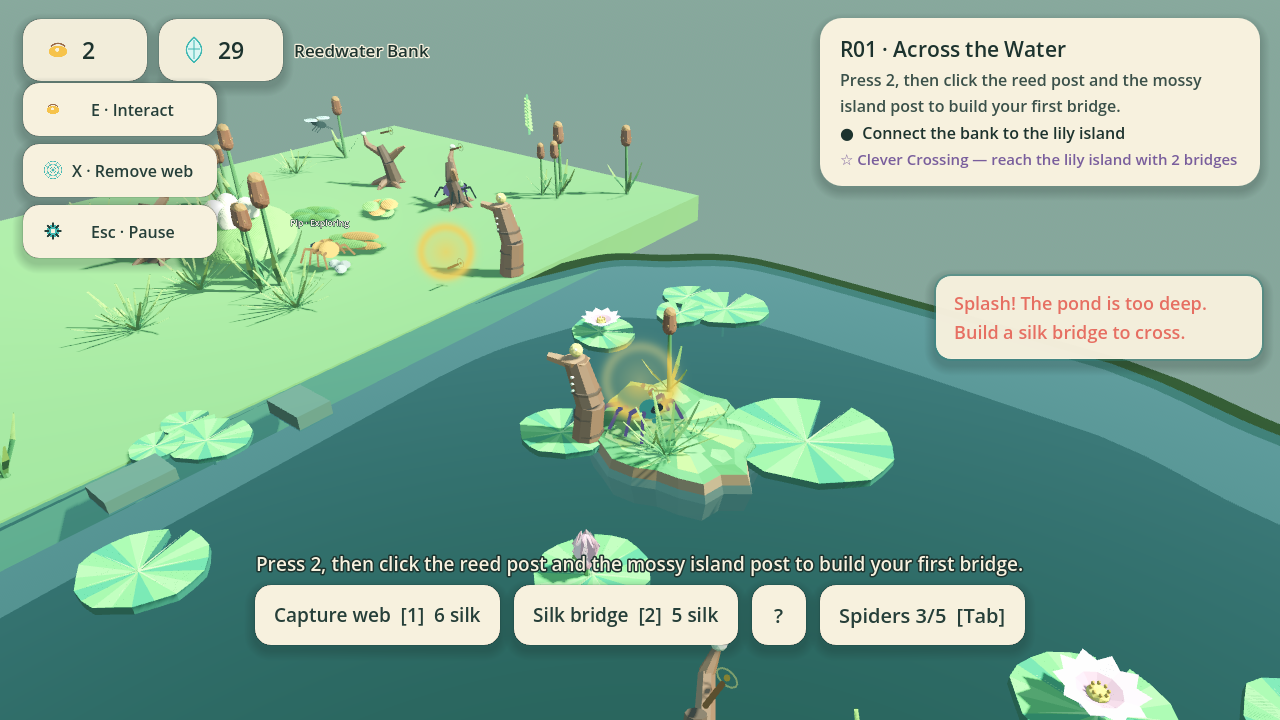 2
29
Reedwater Bank
E · Interact
X · Remove web
Esc · Pause
R01 · Across the Water
Press 2, then click the reed post and the mossy
island post to build your first bridge.
● Connect the bank to the lily island
☆ Clever Crossing — reach the lily island with 2 bridges
Pip · Exploring
Splash! The pond is too deep.
Build a silk bridge to cross.
Press 2, then click the reed post and the mossy island post to build your first bridge.
Capture web [1] 6 silk
Silk bridge [2] 5 silk
?
Spiders 3/5 [Tab]